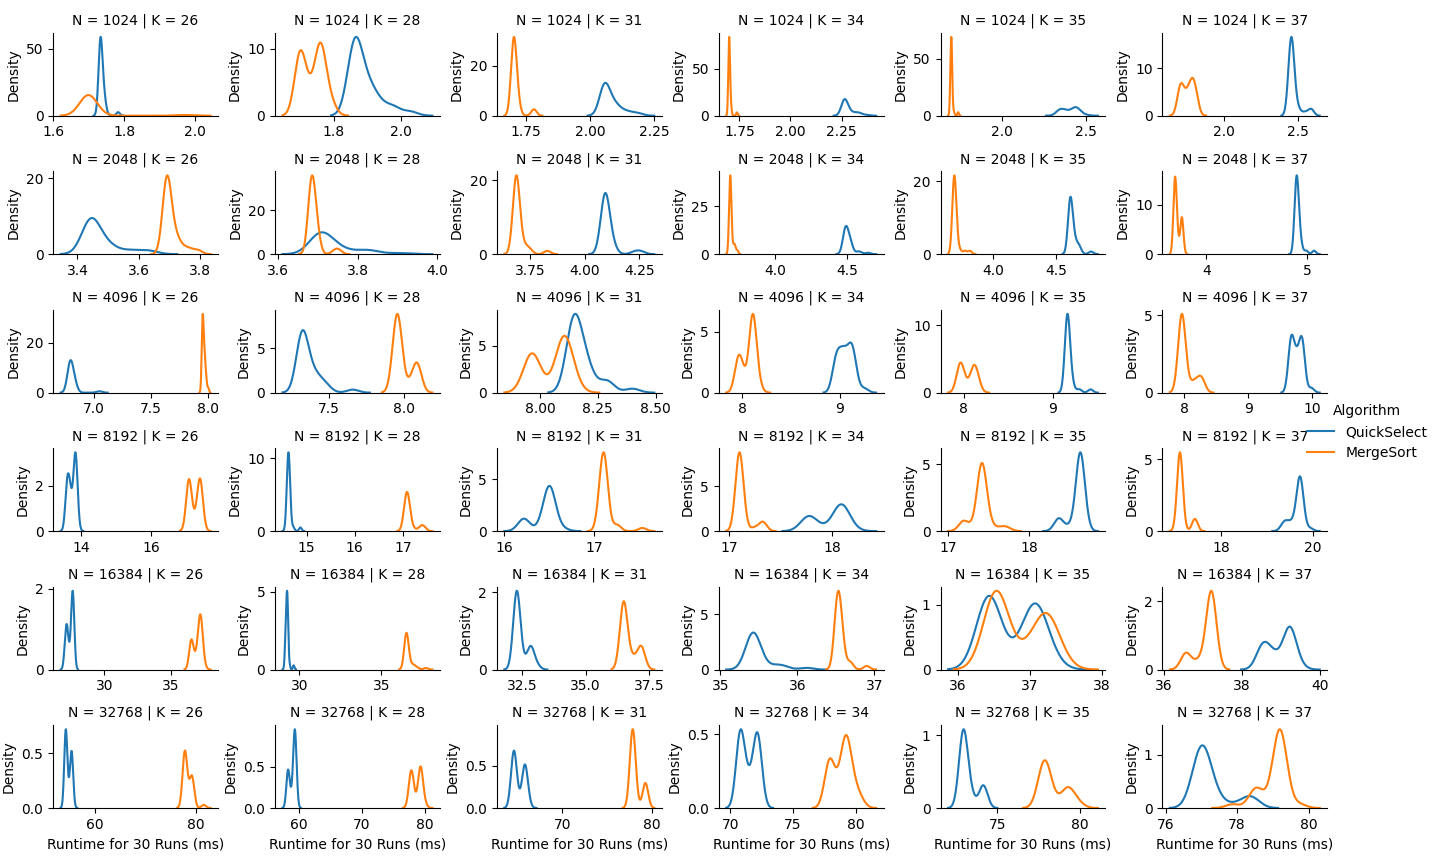 N = 1024 | K = 26 N = 1024 | K = 28 N = 1024 | K = 31 N = 1024 | K = 34 N = 1024 | K = 35 N = 1024 | K = 37
Density 50 0 Density 10 0 Density 20 0 Density 50 0 Density 50 0 Density 10 0
1.6 1.8 2.0 1.8 2.0 1.75 2.00 2.25 1.75 2.00 2.25 2.0 2.5 2.0 2.5
N = 2048 | K = 26 N = 2048 | K = 28 N = 2048 | K = 31 N = 2048 | K = 34 N = 2048 | K = 35 N = 2048 | K = 37
Density 20 0 Density 20 0 Density 20 0 Density 25 0 Density 20 0 Density 10 0
3.4 3.6 3.8 3.6 3.8 4.0 3.75 4.00 4.25 4.0 4.5 4.0 4.5 4 5
N = 4096 | K = 26 N = 4096 | K = 28 N = 4096 | K = 31 N = 4096 | K = 34 N = 4096 | K = 35 N = 4096 | K = 37
Density 20 0 Density 5 0 Density 5 0 Density 5 0 Density 10 0 Density 5 0
7.0 7.5 8.0 7.5 8.0 8.00 8.25 8.50 8 9 8 9 8 9 10
Algorithm
QuickSelect
MergeSort
N = 8192 | K = 26 N = 8192 | K = 28 N = 8192 | K = 31 N = 8192 | K = 34 N = 8192 | K = 35 N = 8192 | K = 37
Density 2 0 Density 10 5 0 Density 5 0 Density 5 0 Density 5 0 Density 5 0
14 16 15 16 17 16 17 17 18 17 18 18 20
N = 16384 | K = 26 N = 16384 | K = 28 N = 16384 | K = 31 N = 16384 | K = 34 N = 16384 | K = 35 N = 16384 | K = 37
Density 2 0 Density 5 0 Density 2 0 Density 5 0 Density 1 0 Density 2 0
30 35 30 35 32.5 35.0 37.5 35 36 37 36 37 38 36 38 40
N = 32768 | K = 26 N = 32768 | K = 28 N = 32768 | K = 31 N = 32768 | K = 34 N = 32768 | K = 35 N = 32768 | K = 37
Density 0.5 0.0 Density 0.5 0.0 Density 0.5 0.0 Density 0.5 0.0 Density 1 0 Density 1 0
60 80 60 70 80 70 80 70 75 80 75 80 76 78 80
Runtime for 30 Runs (ms) Runtime for 30 Runs (ms) Runtime for 30 Runs (ms) Runtime for 30 Runs (ms) Runtime for 30 Runs (ms) Runtime for 30 Runs (ms)